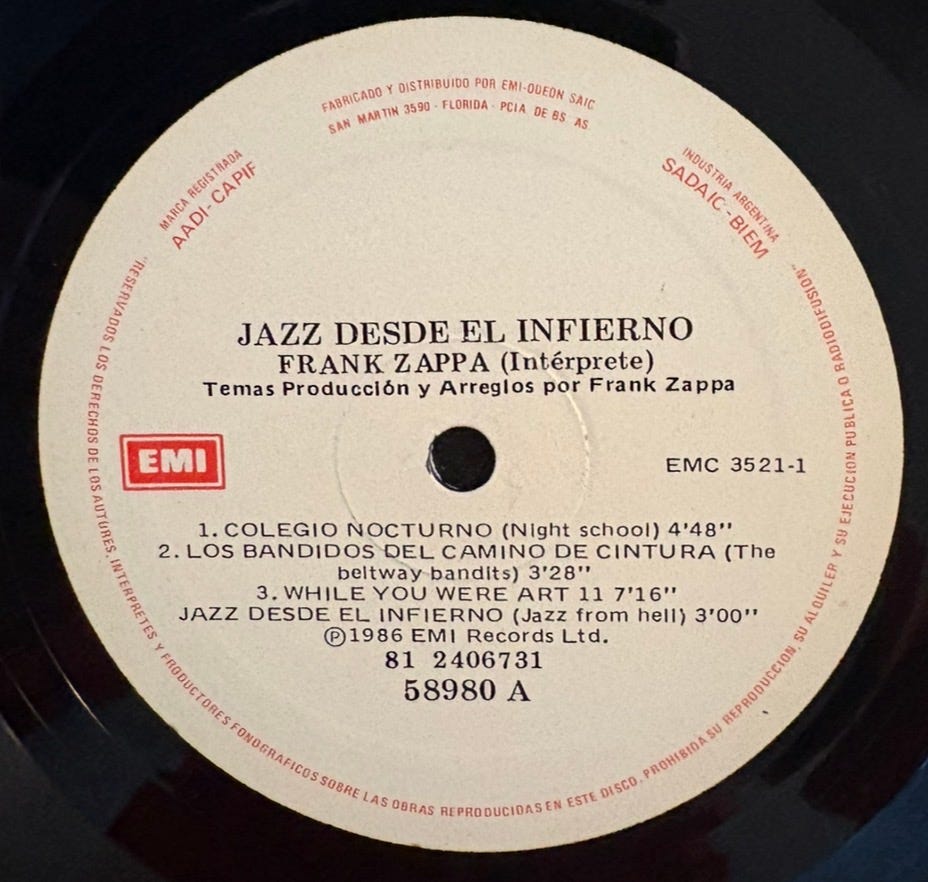 FABRICADO Y DISTRIBUIDO POR EMI-ODEON SAIC
SAN MARTIN 3590 - FLORIDA - PCIA DE BS AS
MARCA REGISTRADA
AADI-CAPIF
INDUSTRIA ARGENTINA
SADAIC-BIEM
JAZZ DESDE EL INFIERNO
FRANK ZAPPA (Intérprete)
Temas Producción y Arreglos por Frank Zappa
EMI
EMC 3521-1
1. COLEGIO NOCTURNO (Night school) 4'48"
2. LOS BANDIDOS DEL CAMINO DE CINTURA (The
beltway bandits) 3'28"
3. WHILE YOU WERE ART 11 7'16"
JAZZ DESDE EL INFIERNO (Jazz from hell) 3'00"
Ⓟ1986 EMI Records Ltd.
81 2406731
58980 A
"RESERVADOS LOS DERECHOS DE LOS AUTORES, INTERPRETES Y PRODUCTORES FONOGRAFICOS SOBRE LAS OBRAS REPRODUCIDAS EN ESTE DISCO, PROHIBIDA SU REPRODUCCION, SU ALQUILER Y SU EJECUCION PUBLICA O RADIODIFUSION"